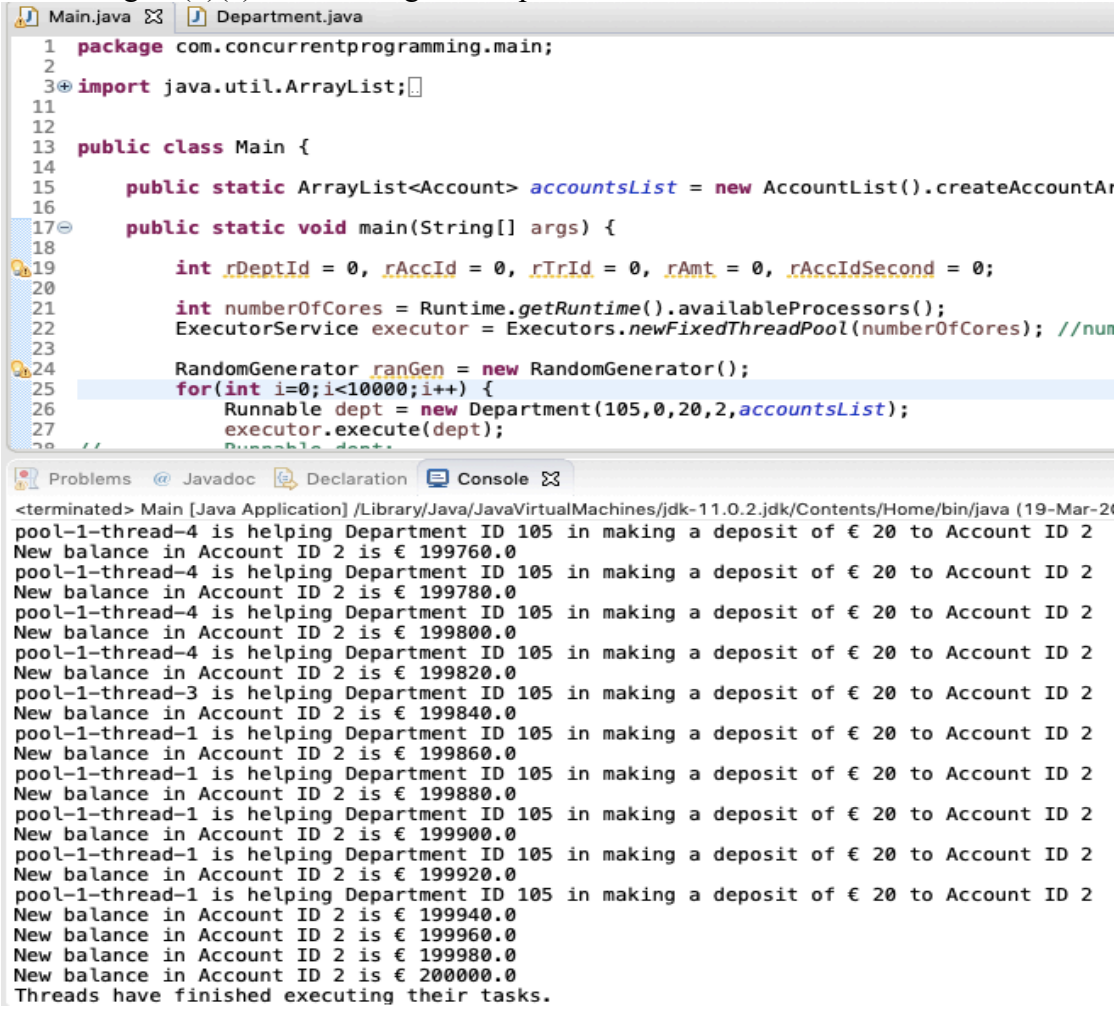 Main.java Department.java
1 package com.concurrentprogramming.main;
2
3 import java.util.ArrayList;
11
12
13 public class Main {
14
15 public static ArrayList<Account> accountsList = new AccountList().createAccountAr
16
17 public static void main(String[] args) {
18
19 int rDeptId = 0, rAccId = 0, rTrId = 0, rAmt = 0, rAccIdSecond = 0;
20
21 int numberOfCores = Runtime.getRuntime().availableProcessors();
22 ExecutorService executor = Executors.newFixedThreadPool(numberOfCores); //num
23
24 RandomGenerator ranGen = new RandomGenerator();
25 for(int i=0;i<10000;i++) {
26 Runnable dept = new Department(105,0,20,2,accountsList);
27 executor.execute(dept);
28 // Runnable dept;
Problems @ Javadoc Declaration Console
<terminated> Main [Java Application] /Library/Java/JavaVirtualMachines/jdk-11.0.2.jdk/Contents/Home/bin/java (19-Mar-20
pool-1-thread-4 is helping Department ID 105 in making a deposit of € 20 to Account ID 2
New balance in Account ID 2 is € 199760.0
pool-1-thread-4 is helping Department ID 105 in making a deposit of € 20 to Account ID 2
New balance in Account ID 2 is € 199780.0
pool-1-thread-4 is helping Department ID 105 in making a deposit of € 20 to Account ID 2
New balance in Account ID 2 is € 199800.0
pool-1-thread-4 is helping Department ID 105 in making a deposit of € 20 to Account ID 2
New balance in Account ID 2 is € 199820.0
pool-1-thread-3 is helping Department ID 105 in making a deposit of € 20 to Account ID 2
New balance in Account ID 2 is € 199840.0
pool-1-thread-1 is helping Department ID 105 in making a deposit of € 20 to Account ID 2
New balance in Account ID 2 is € 199860.0
pool-1-thread-1 is helping Department ID 105 in making a deposit of € 20 to Account ID 2
New balance in Account ID 2 is € 199880.0
pool-1-thread-1 is helping Department ID 105 in making a deposit of € 20 to Account ID 2
New balance in Account ID 2 is € 199900.0
pool-1-thread-1 is helping Department ID 105 in making a deposit of € 20 to Account ID 2
New balance in Account ID 2 is € 199920.0
pool-1-thread-1 is helping Department ID 105 in making a deposit of € 20 to Account ID 2
New balance in Account ID 2 is € 199940.0
New balance in Account ID 2 is € 199960.0
New balance in Account ID 2 is € 199980.0
New balance in Account ID 2 is € 200000.0
Threads have finished executing their tasks.